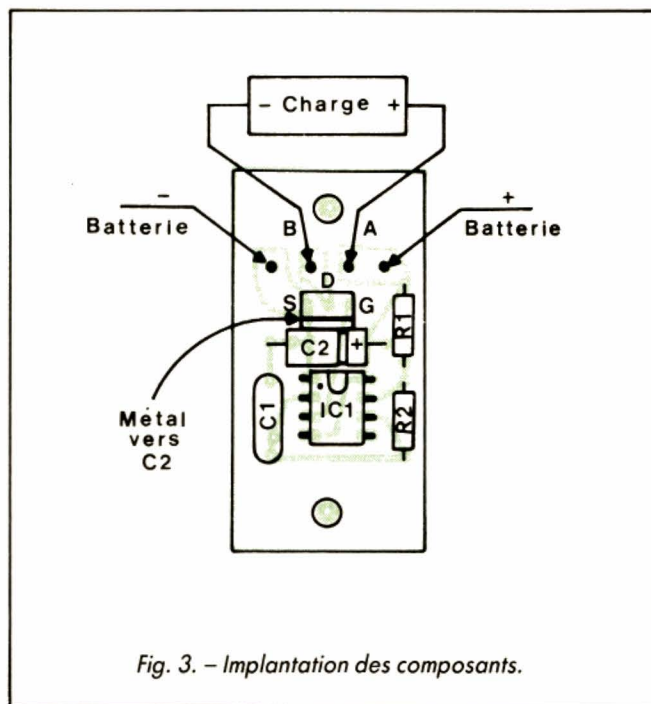 - Charge +
-
Batterie
B
A
+
Batterie
D
S
G
R1
C2
+
C1
IC1
R2
Métal
vers
C2
Fig. 3. – Implantation des composants.